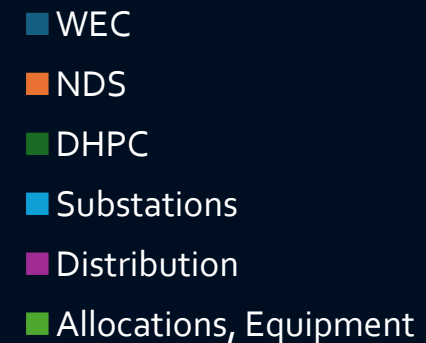 WEC
NDS
DHPC
Substations
Distribution
Allocations, Equipment